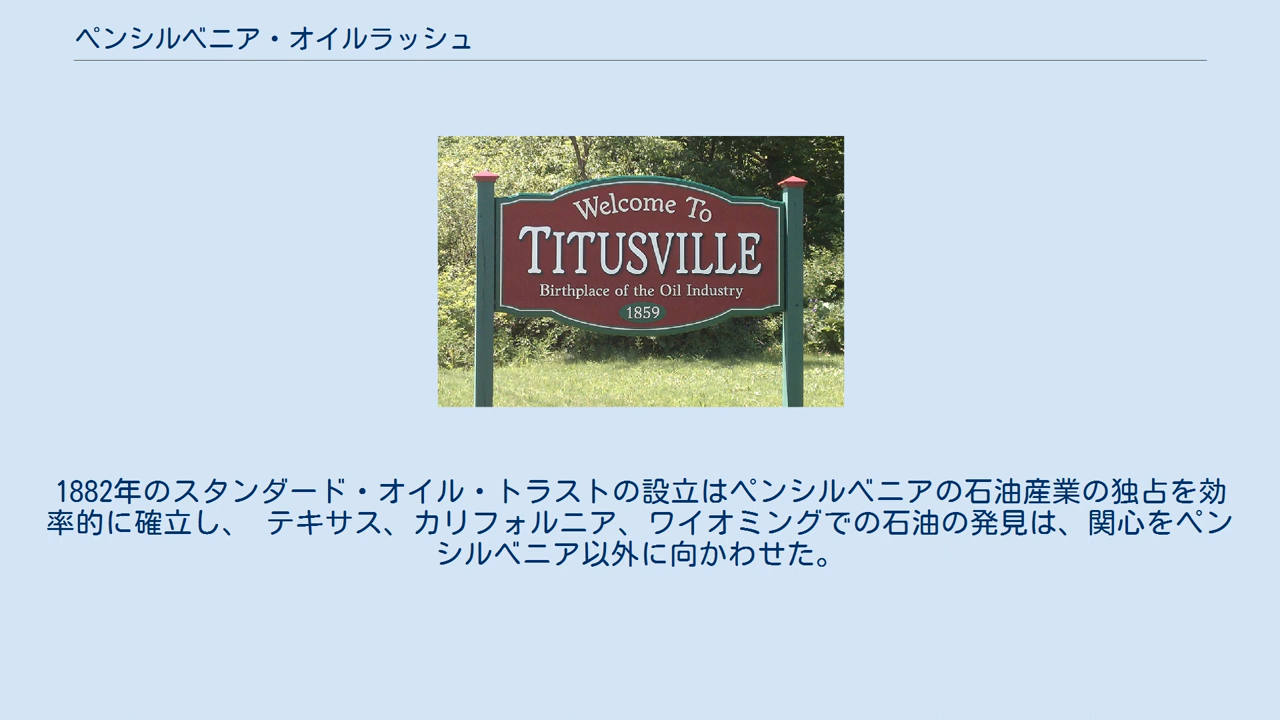 ペンシルベニア・オイルラッシュ
Welcome To
TITUSVILLE
Birthplace of the Oil Industry
1859
1882年のスタンダード・オイル・トラストの設立はペンシルベニアの石油産業の独占を効
率的に確立し、 テキサス、カリフォルニア、ワイオミングでの石油の発見は、関心をペン
シルベニア以外に向かわせた。